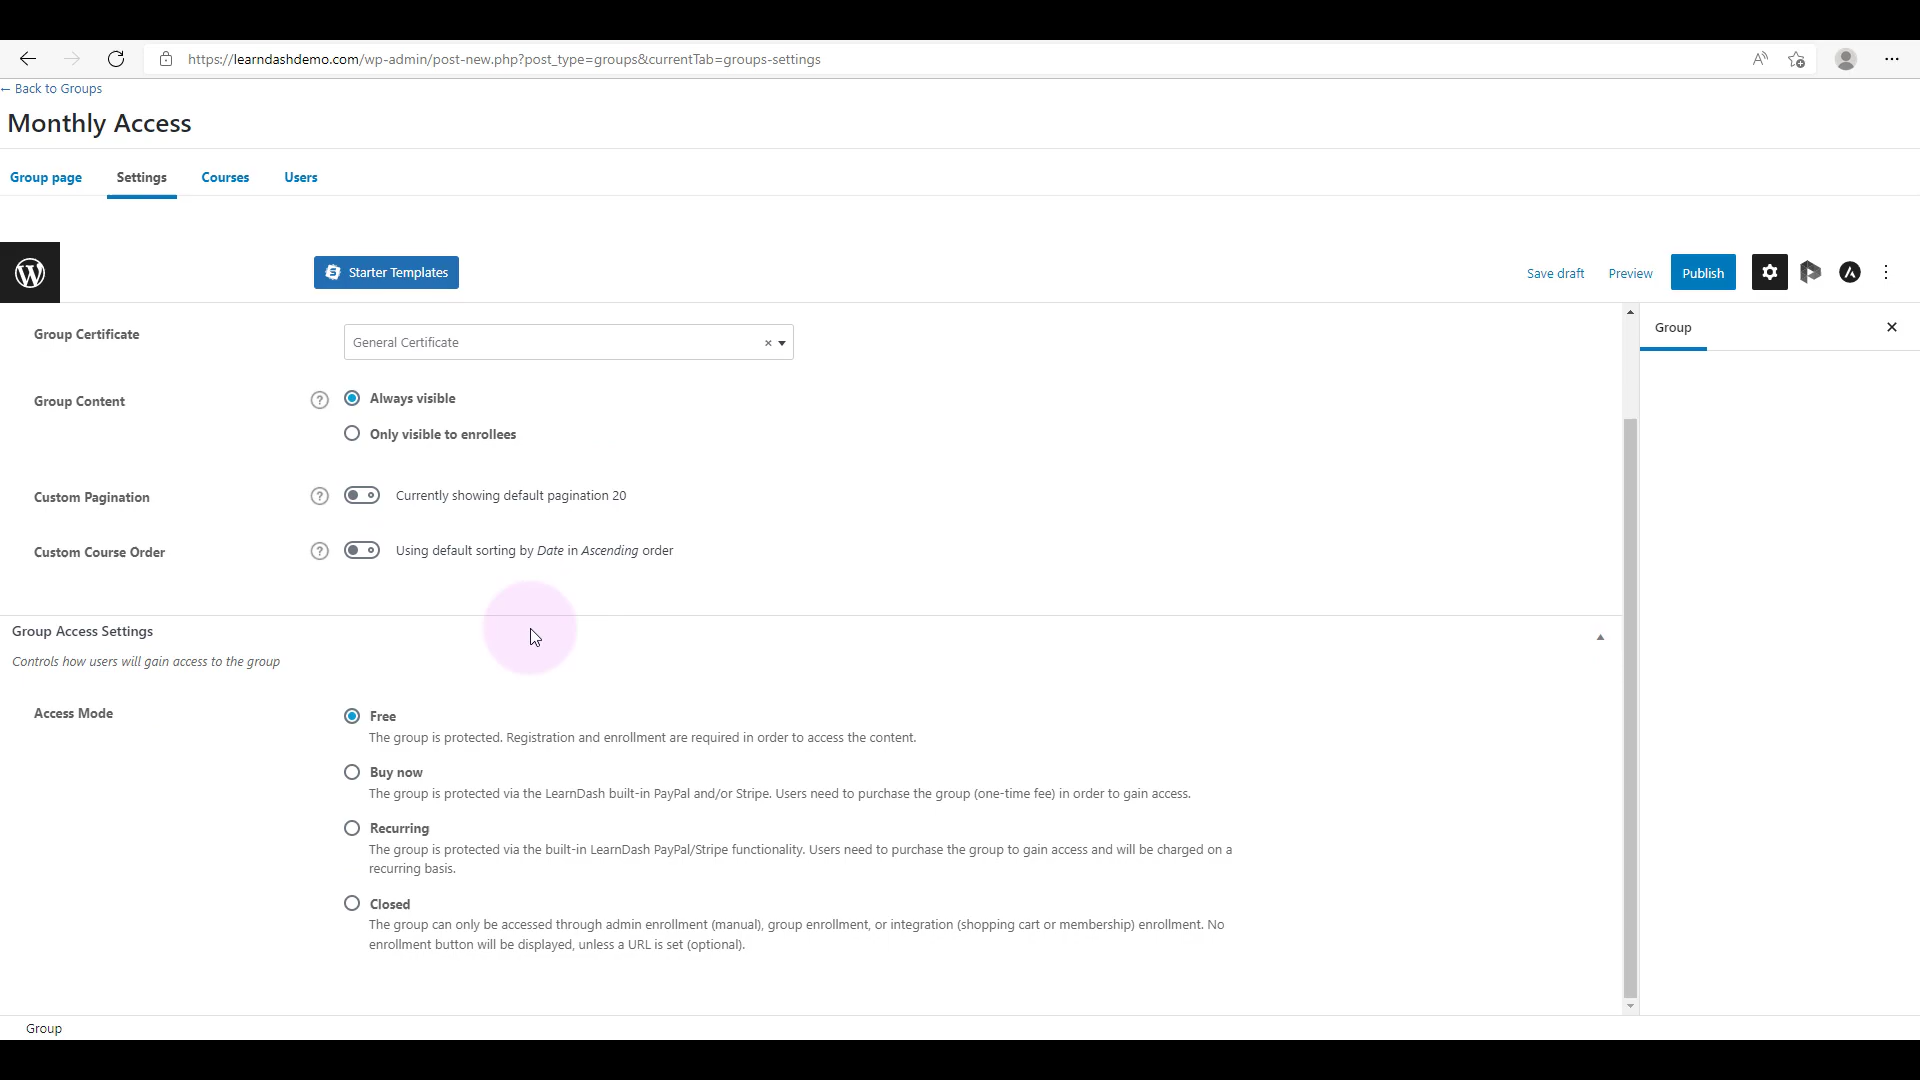 https://learndashdemo.com/wp-admin/post-new.php?post_type=groups&currentTab=groups-settings
← Back to Groups
Monthly Access
Group page Settings Courses Users
Starter Templates Save draft Preview Publish
Group Certificate General Certificate × Group ×
Group Content ? Always visible
Only visible to enrollees
Custom Pagination ? Currently showing default pagination 20
Custom Course Order ? Using default sorting by Date in Ascending order
Group Access Settings
Controls how users will gain access to the group
Access Mode Free
The group is protected. Registration and enrollment are required in order to access the content.
Buy now
The group is protected via the LearnDash built-in PayPal and/or Stripe. Users need to purchase the group (one-time fee) in order to gain access.
Recurring
The group is protected via the built-in LearnDash PayPal/Stripe functionality. Users need to purchase the group to gain access and will be charged on a
recurring basis.
Closed
The group can only be accessed through admin enrollment (manual), group enrollment, or integration (shopping cart or membership) enrollment. No
enrollment button will be displayed, unless a URL is set (optional).
Group